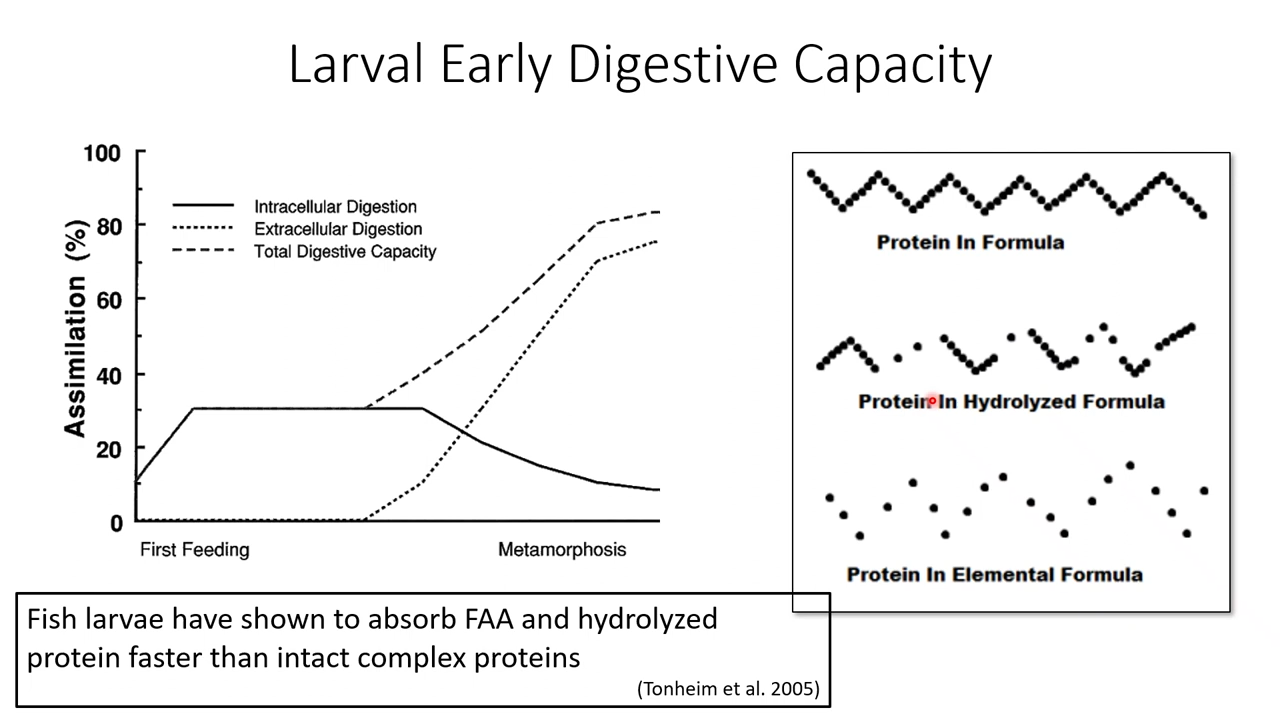 Larval Early Digestive Capacity
100
80
60
40
20
0
Assimilation (%)
Intracellular Digestion
Extracellular Digestion
Total Digestive Capacity
First Feeding
Metamorphosis
Protein In Formula
Protein In Hydrolyzed Formula
Protein In Elemental Formula
Fish larvae have shown to absorb FAA and hydrolyzed
protein faster than intact complex proteins
(Tonheim et al. 2005)